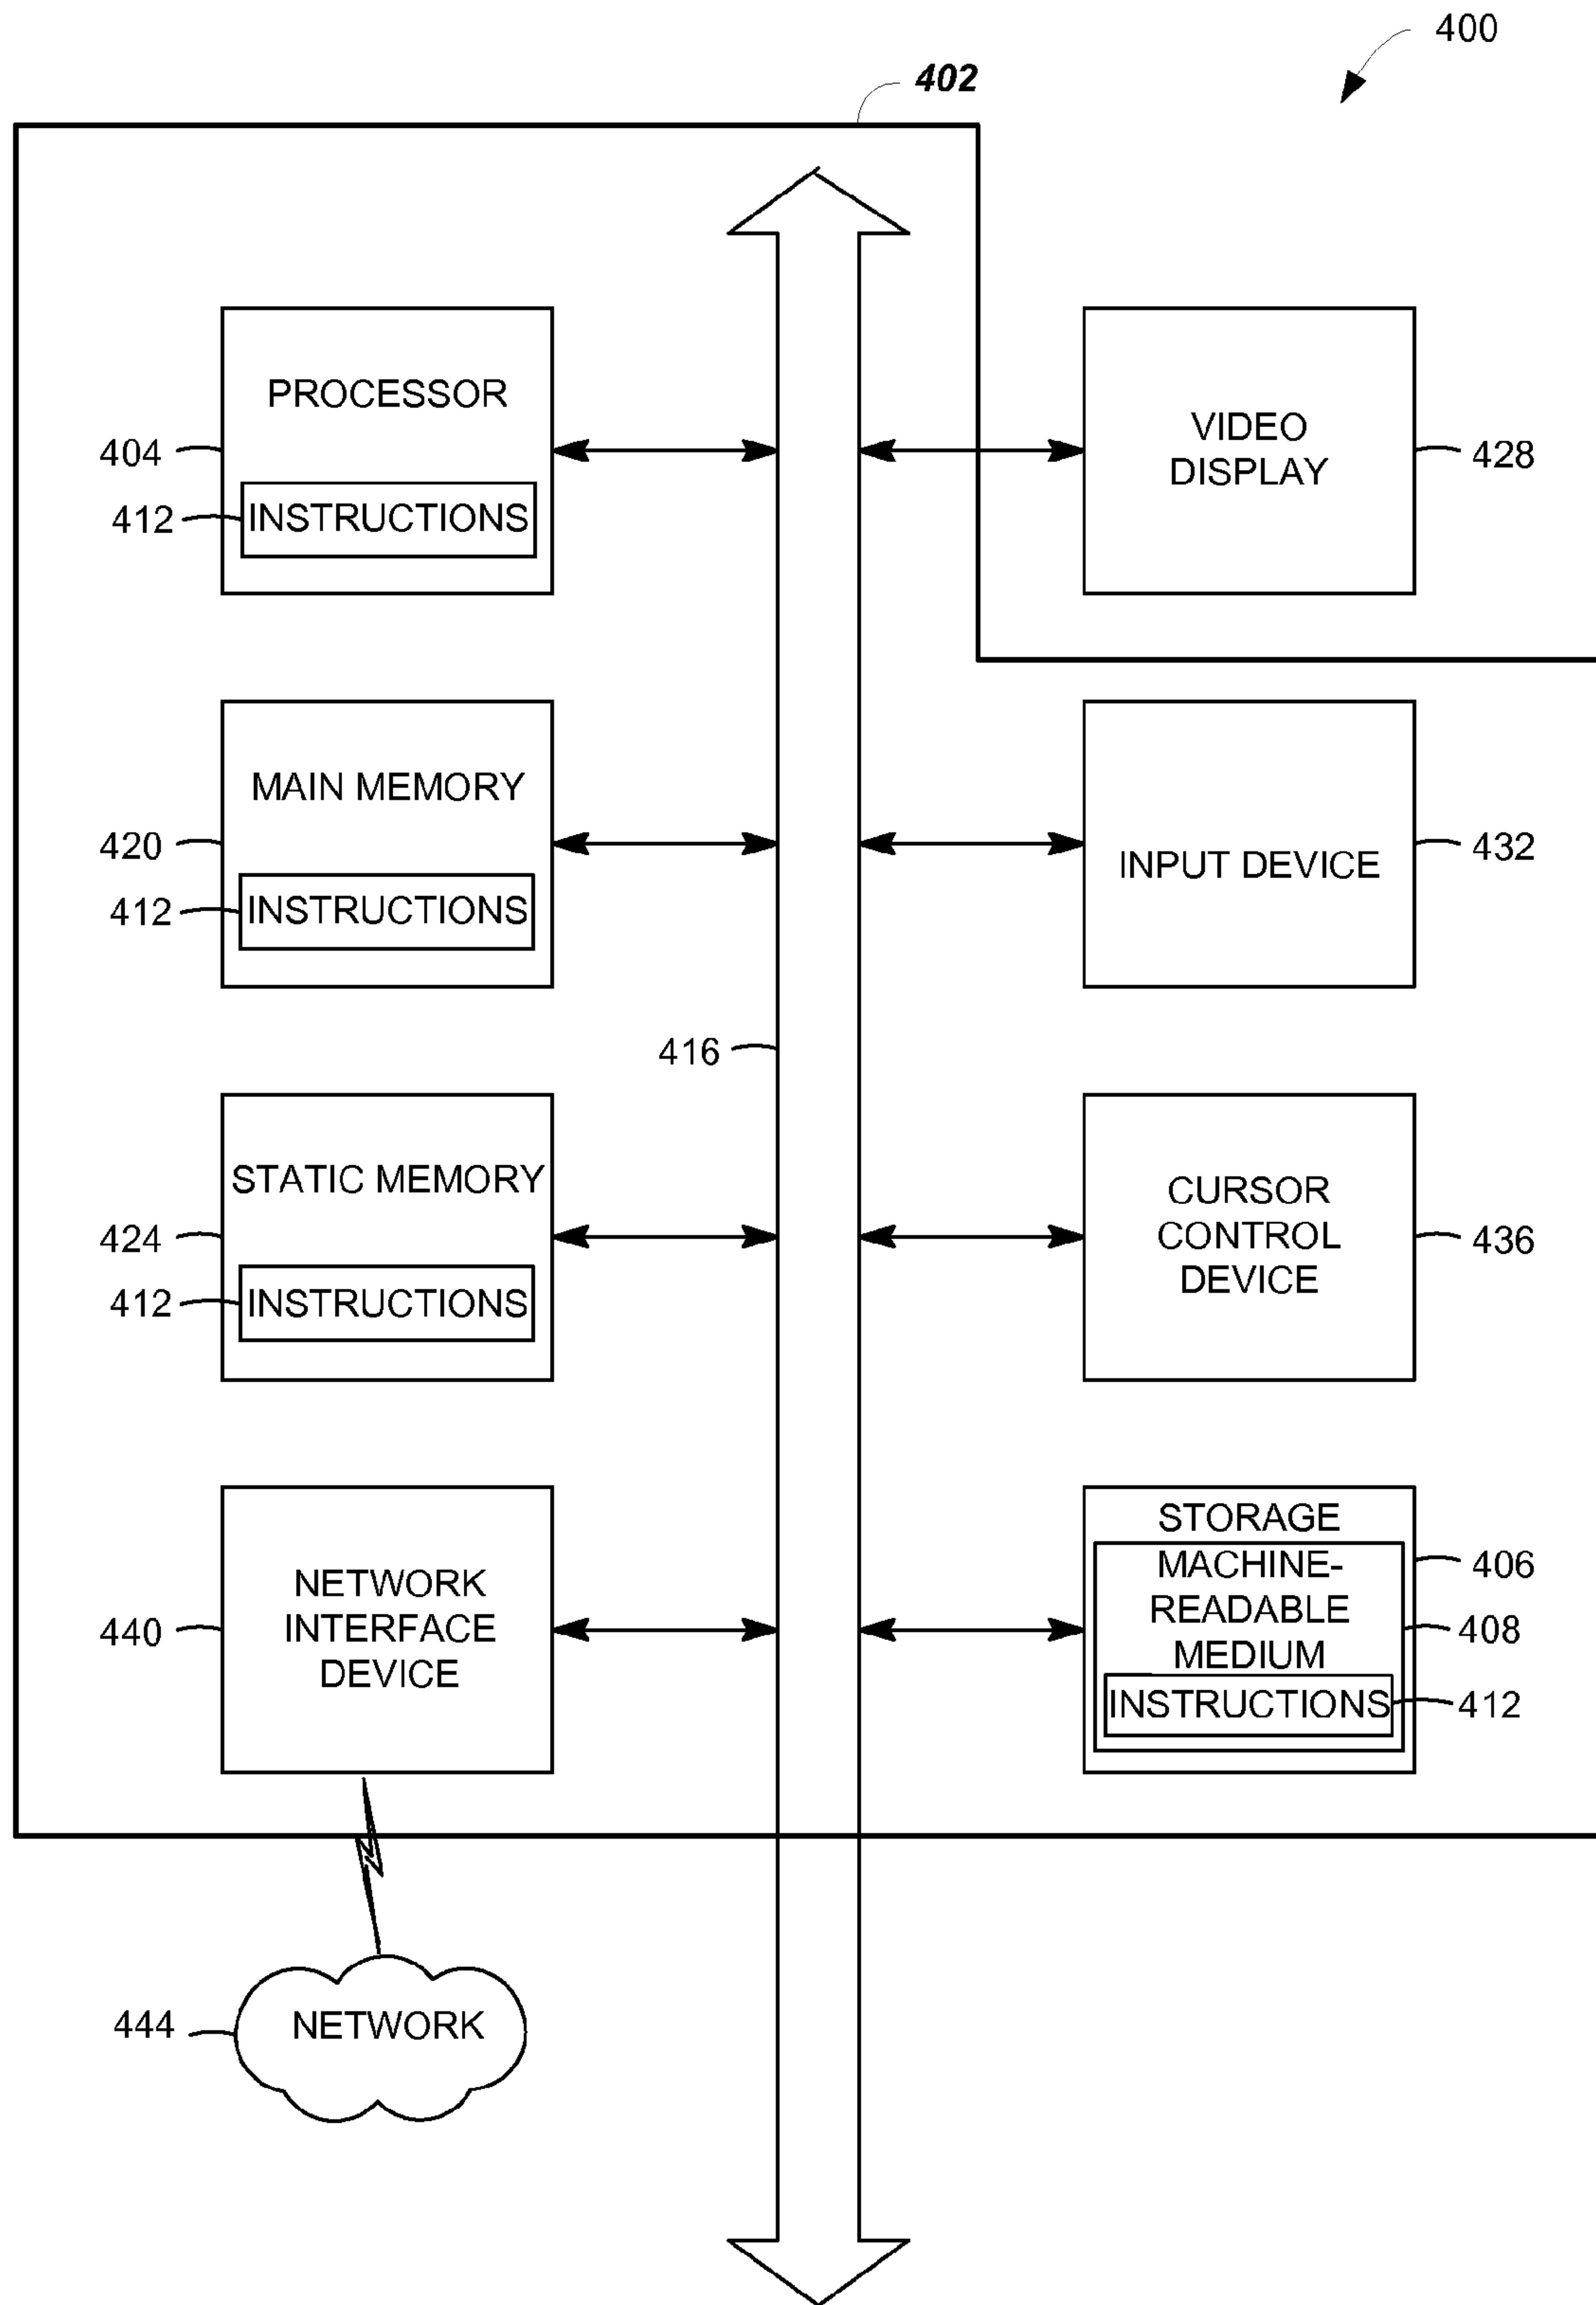 400
402
PROCESSOR
404
412
INSTRUCTIONS
VIDEO
DISPLAY
428
MAIN MEMORY
420
412
INSTRUCTIONS
INPUT DEVICE
432
416
STATIC MEMORY
424
412
INSTRUCTIONS
CURSOR
CONTROL
DEVICE
436
NETWORK
INTERFACE
DEVICE
440
STORAGE
406
MACHINE-
READABLE
MEDIUM
408
INSTRUCTIONS
412
444
NETWORK